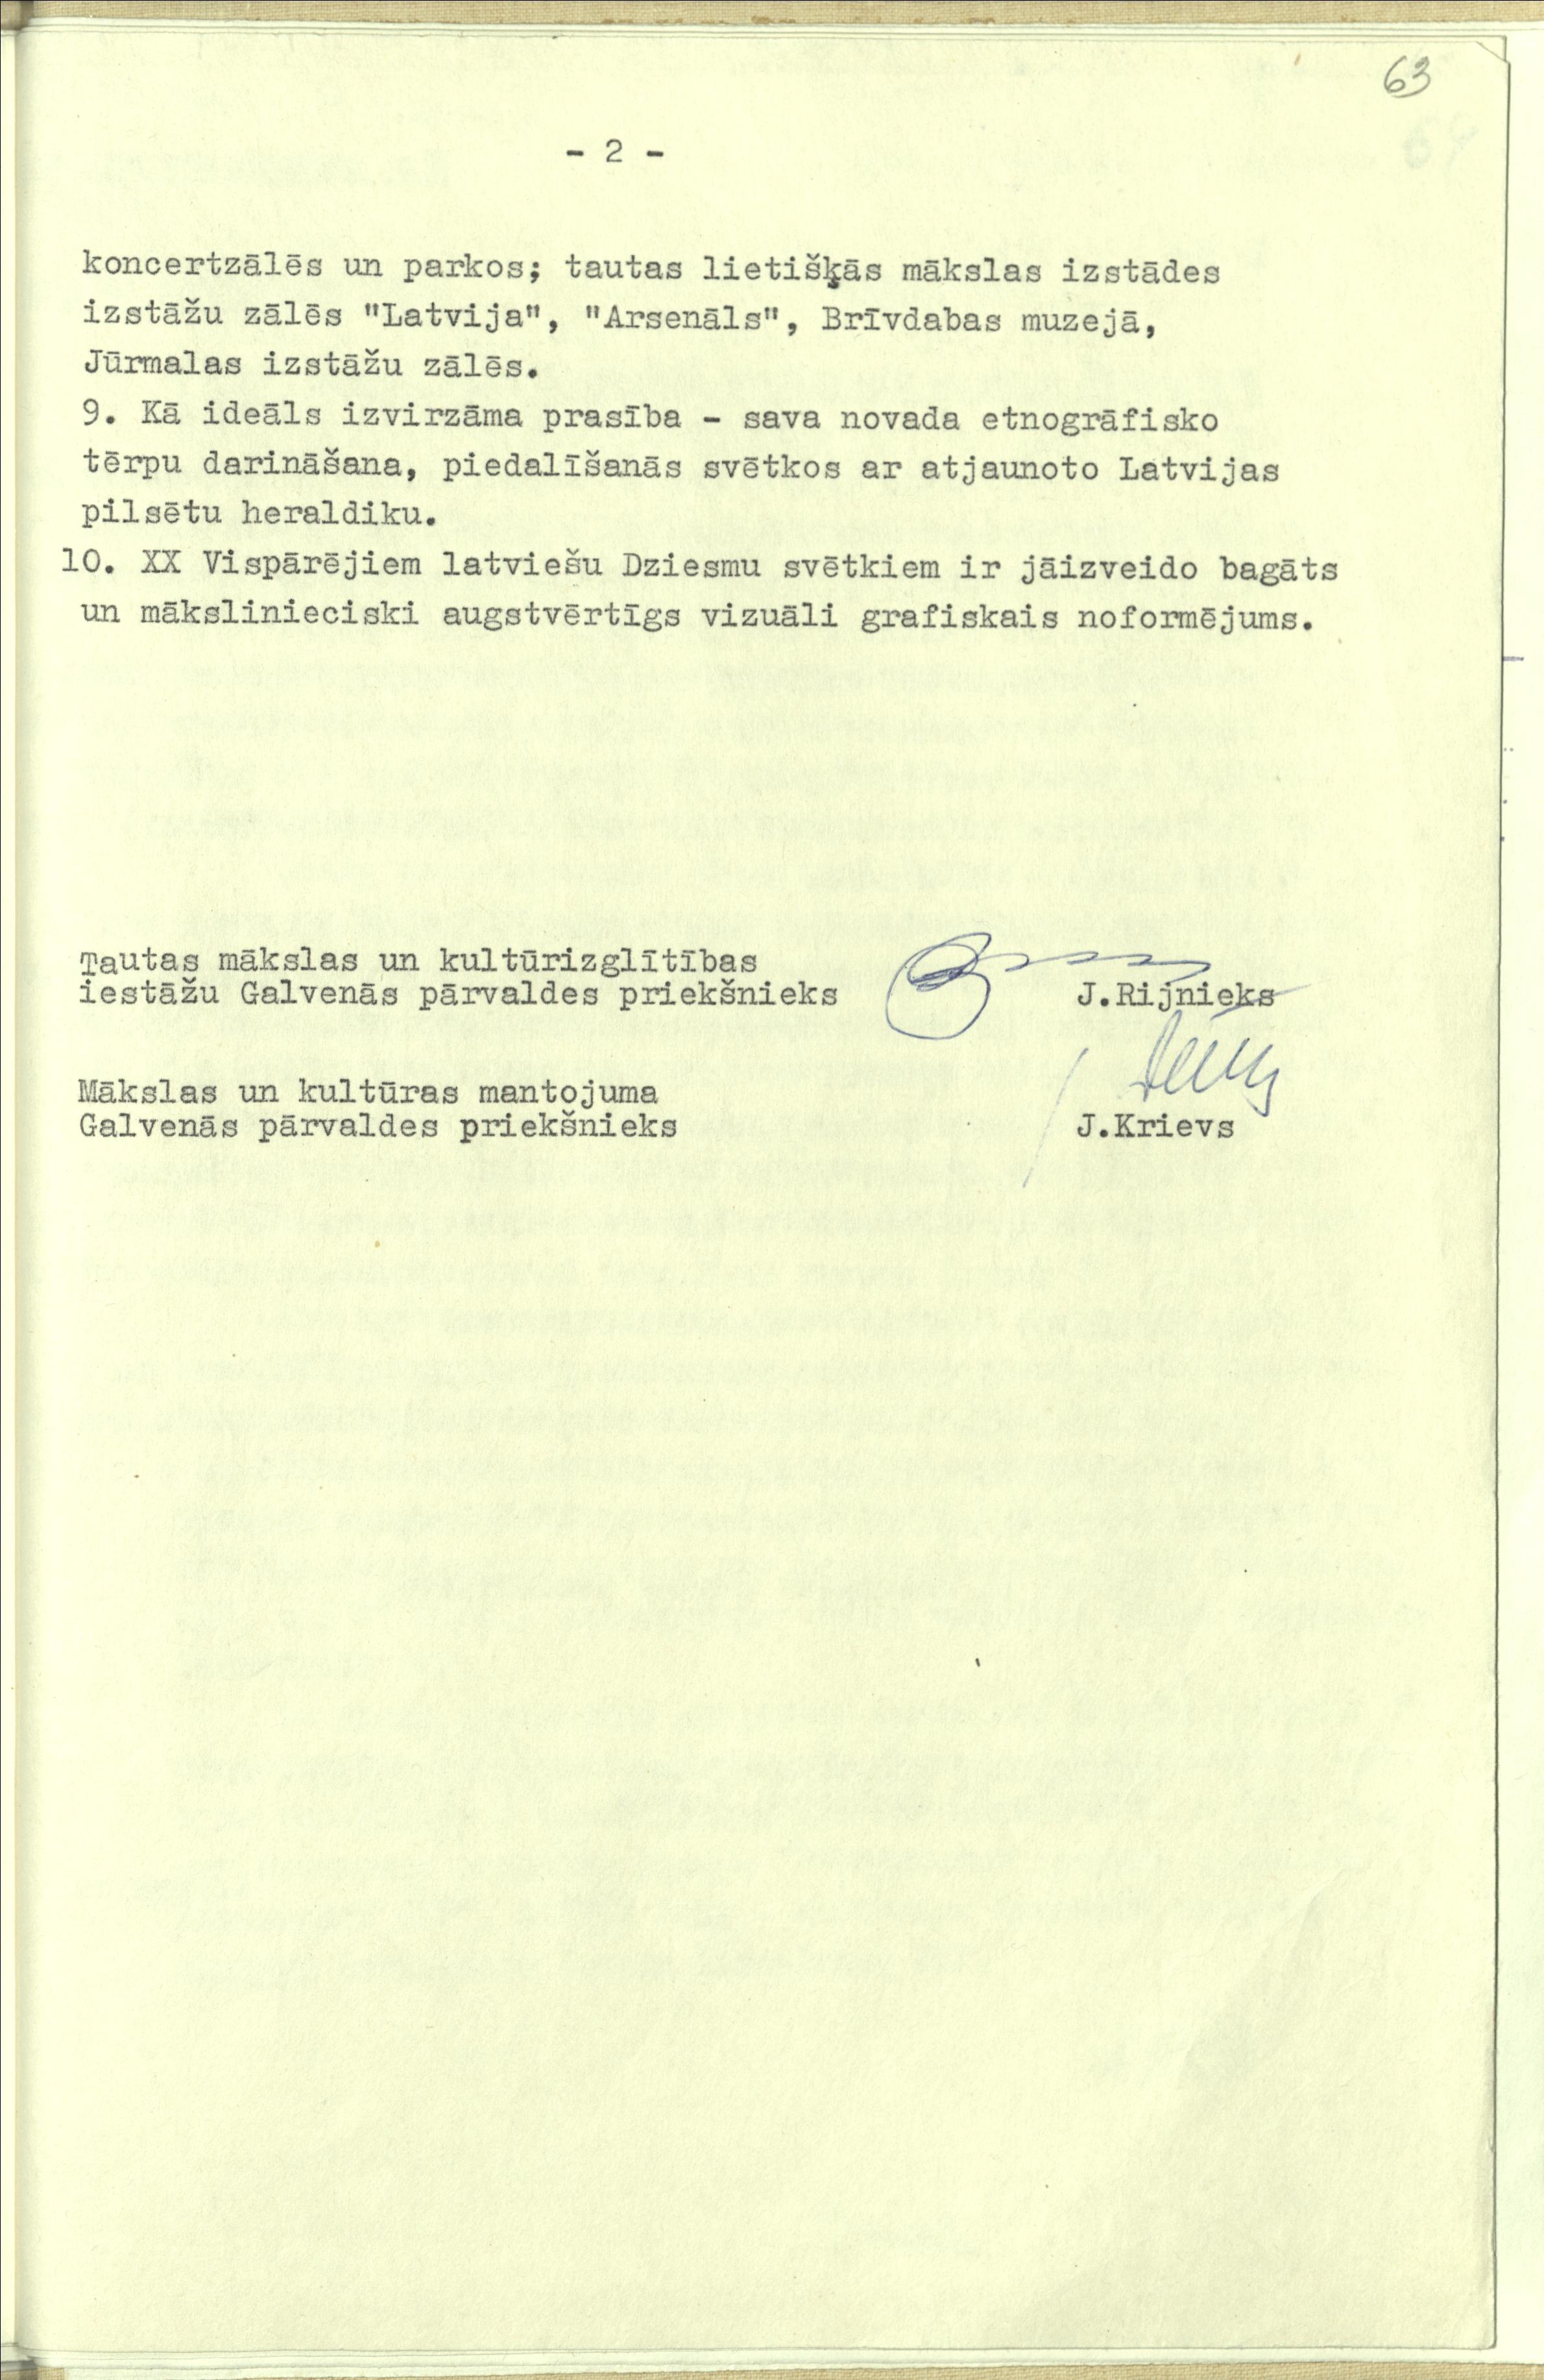 63
- 2 -
koncertzālēs un parkos; tautas lietišķās mākslas izstādes
izstāžu zālēs "Latvija", "Arsenāls", Brīvdabas muzejā,
Jūrmalas izstāžu zālēs.
9. Kā ideāls izvirzāma prasība - sava novada etnogrāfisko
tērpu darināšana, piedalīšanās svētkos ar atjaunoto Latvijas
pilsētu heraldiku.
10. XX Vispārējiem latviešu Dziesmu svētkiem ir jāizveido bagāts
un mākslinieciski augstvērtīgs vizuāli grafiskais noformējums.
Tautas mākslas un kultūrizglītības
iestāžu Galvenās pārvaldes priekšnieks J.Rijnieks
Mākslas un kultūras mantojuma
Galvenās pārvaldes priekšnieks J.Krievs